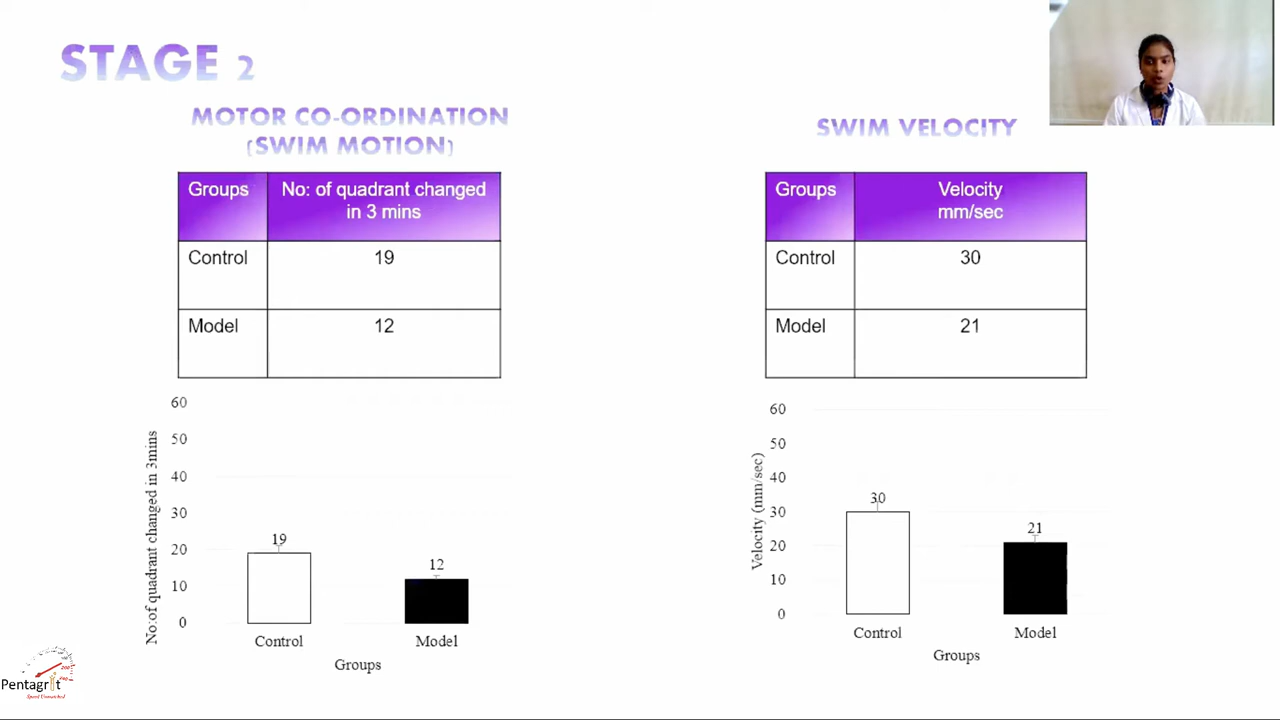 STAGE 2
MOTOR CO-ORDINATION
(SWIM MOTION)
Groups No: of quadrant changed
in 3 mins
Control 19
Model 12
60
50
40
30
20
10
0
No:of quadrant changed in 3mins
19
12
Control Model
Groups
SWIM VELOCITY
Groups Velocity
mm/sec
Control 30
Model 21
60
50
40
30
20
10
0
Velocity (mm/sec)
30
21
Control Model
Groups
Pentagrit
Speed Unmatched